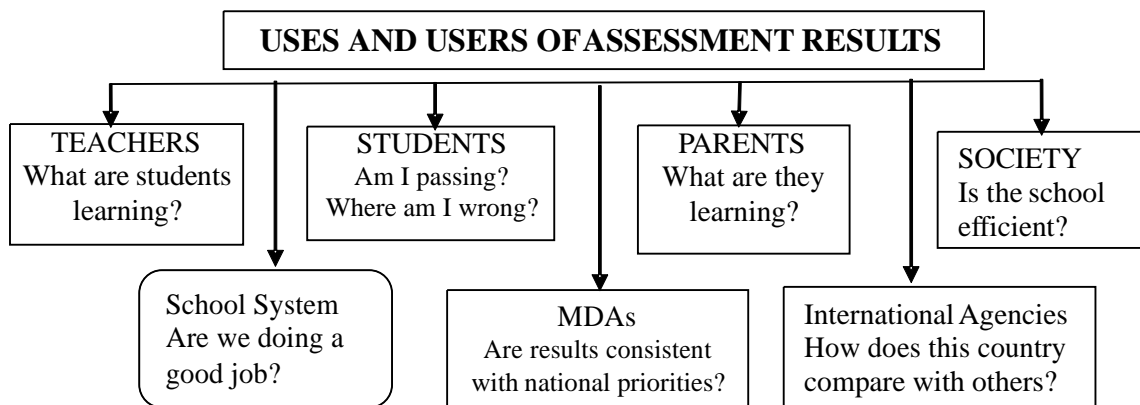 USES AND USERS OF ASSESSMENT RESULTS
TEACHERS
What are students
learning?
STUDENTS
Am I passing?
Where am I wrong?
PARENTS
What are they
learning?
SOCIETY
Is the school
efficient?
School System
Are we doing a
good job?
MDAs
Are results consistent
with national priorities?
International Agencies
How does this country
compare with others?